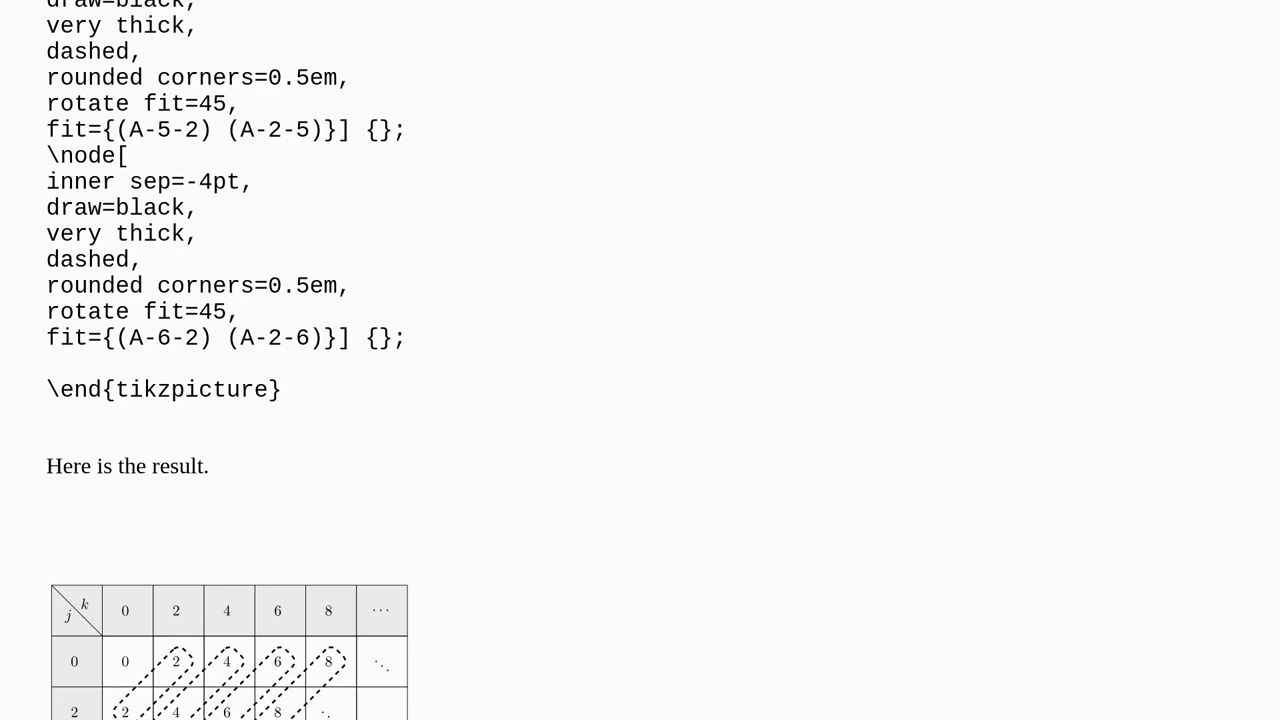 draw=black,
very thick,
dashed,
rounded corners=0.5em,
rotate fit=45,
fit={(A-5-2) (A-2-5)}] {};
\node[
inner sep=-4pt,
draw=black,
very thick,
dashed,
rounded corners=0.5em,
rotate fit=45,
fit={(A-6-2) (A-2-6)}] {};
\end{tikzpicture}
Here is the result.
j k 0 2 4 6 8 ⋯
0 0 2 4 6 8 ⋱
2 2 4 6 8 ⋱